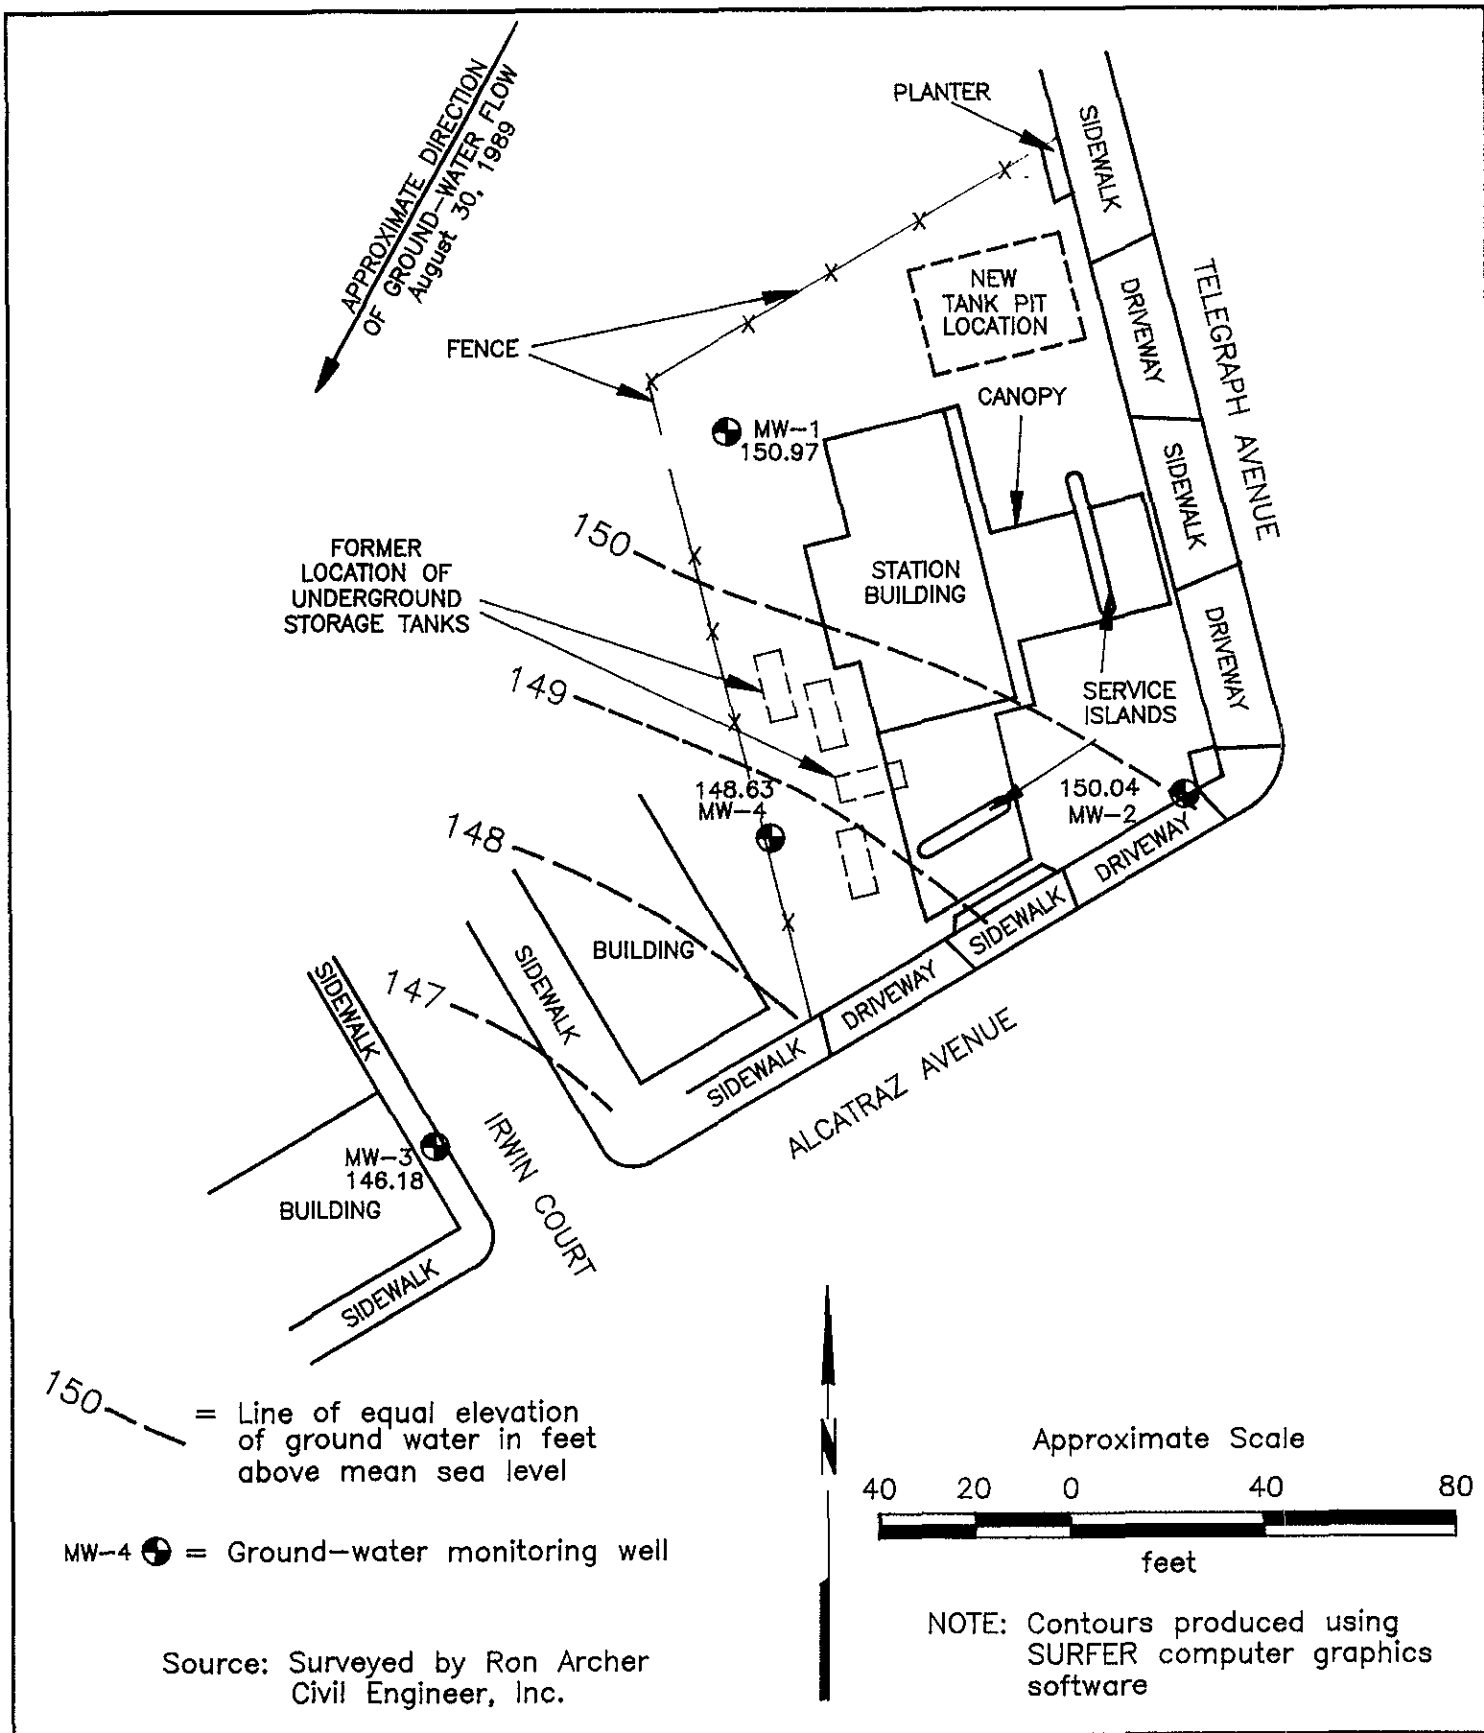 APPROXIMATE DIRECTION
OF GROUND-WATER FLOW
August 30, 1989
PLANTER
SIDEWALK
NEW
TANK PIT
LOCATION
DRIVEWAY
TELEGRAPH AVENUE
FENCE
CANOPY
MW-1
150.97
SIDEWALK
150
FORMER
LOCATION OF
UNDERGROUND
STORAGE TANKS
STATION
BUILDING
DRIVEWAY
149
SERVICE
ISLANDS
148.63
MW-4
150.04
MW-2
148
DRIVEWAY
SIDEWALK
BUILDING
SIDEWALK
DRIVEWAY
147
SIDEWALK
SIDEWALK
ALCATRAZ AVENUE
IRWIN COURT
MW-3
146.18
BUILDING
SIDEWALK
150
= Line of equal elevation
of ground water in feet
above mean sea level
N
Approximate Scale
40 20 0 40 80
feet
MW-4 = Ground-water monitoring well
NOTE: Contours produced using
SURFER computer graphics
software
Source: Surveyed by Ron Archer
Civil Engineer, Inc.